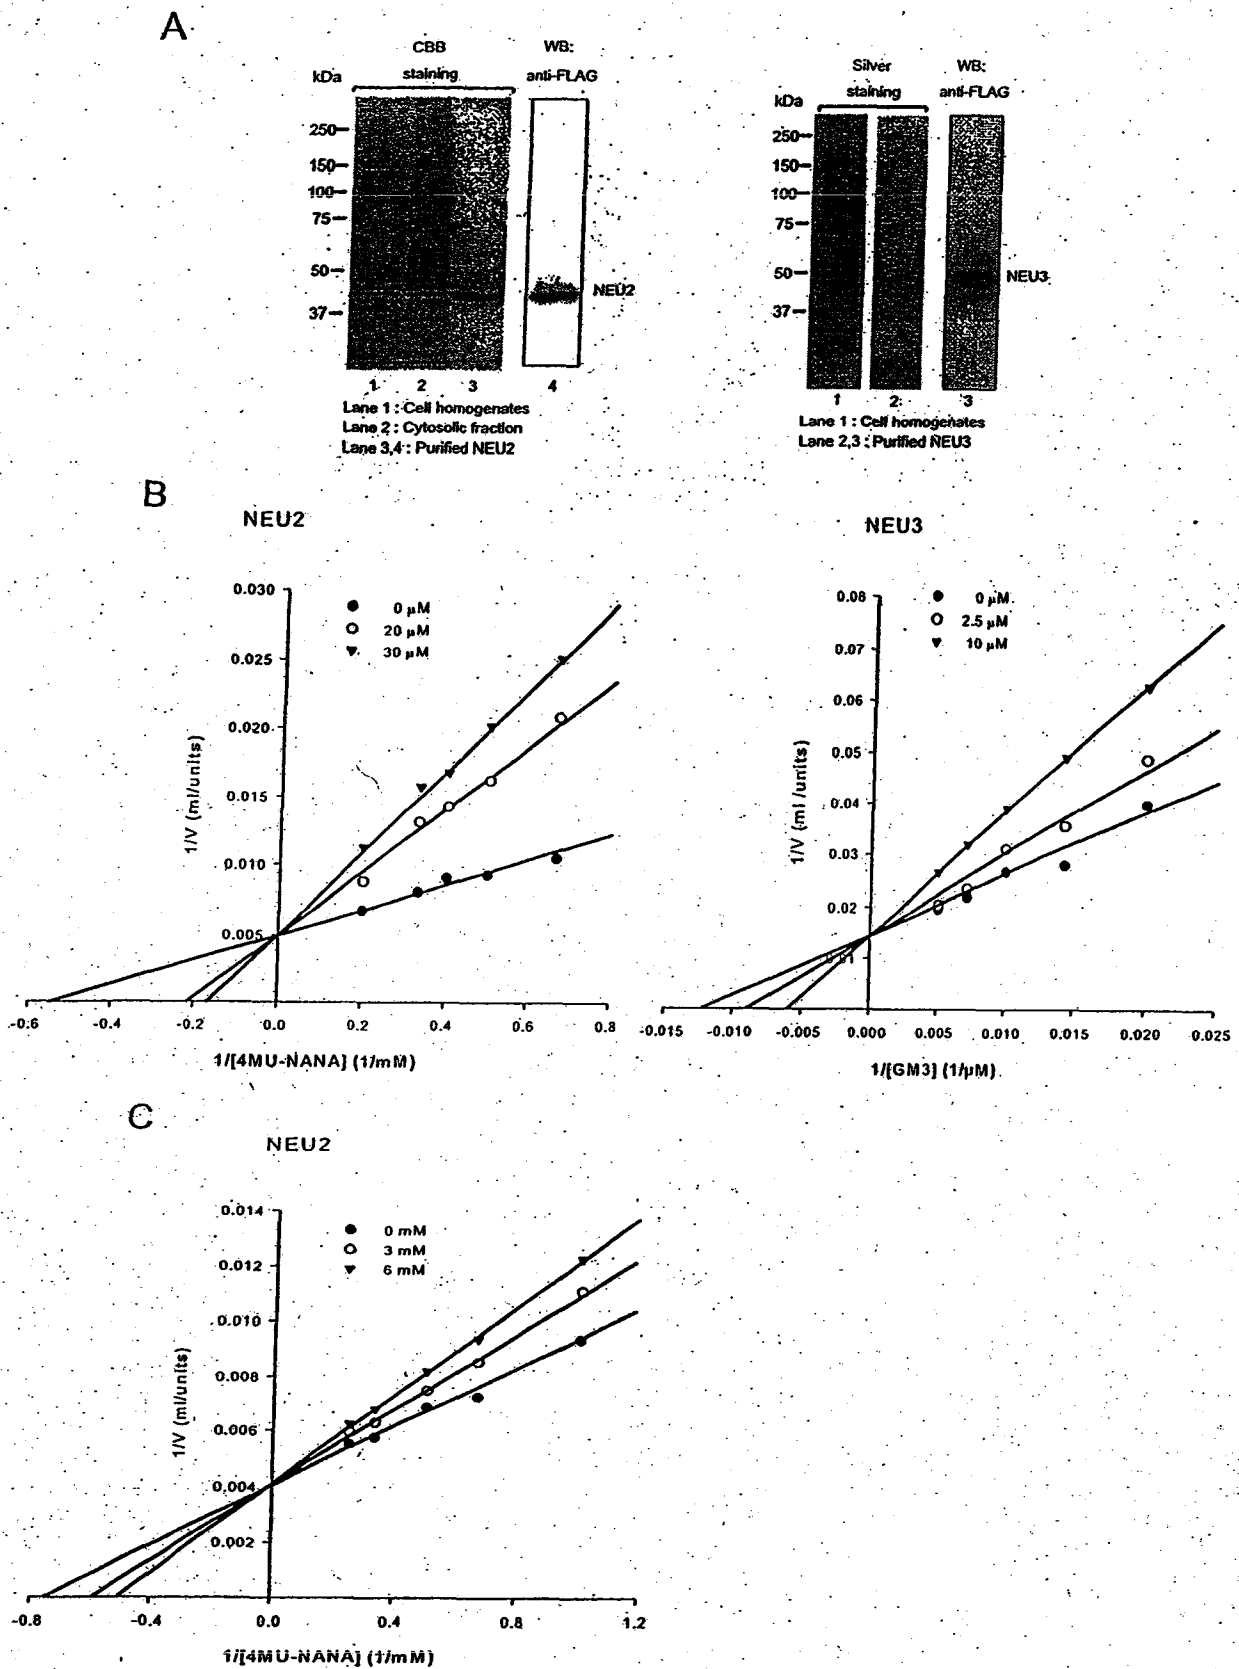 A
CBB
staining
WB:
anti-FLAG
kDa
250
150
100
75
50
37
NEU2
1 2 3 4
Lane 1 : Cell homogenates
Lane 2 : Cytosolic fraction
Lane 3,4 : Purified NEU2
Silver
staining
WB:
anti-FLAG
kDa
250
150
100
75
50
37
NEU3
1 2 3
Lane 1 : Cell homogenates
Lane 2,3 : Purified NEU3
B
NEU2
0.030
0.025
0.020
0.015
0.010
0.005
1/V (ml/units)
0 µM
20 µM
30 µM
-0.6 -0.4 -0.2 0.0 0.2 0.4 0.6 0.8
1/[4MU-NANA] (1/mM)
NEU3
0.08
0.07
0.06
0.05
0.04
0.03
0.02
1/V (ml /units)
0 µM
2.5 µM
10 µM
-0.015 -0.010 -0.005 0.000 0.005 0.010 0.015 0.020 0.025
1/[GM3] (1/µM)
C
NEU2
0.014
0.012
0.010
0.008
0.006
0.004
0.002
1/V (ml/units)
0 mM
3 mM
6 mM
-0.8 -0.4 0.0 0.4 0.8 1.2
1/[4MU-NANA] (1/mM)